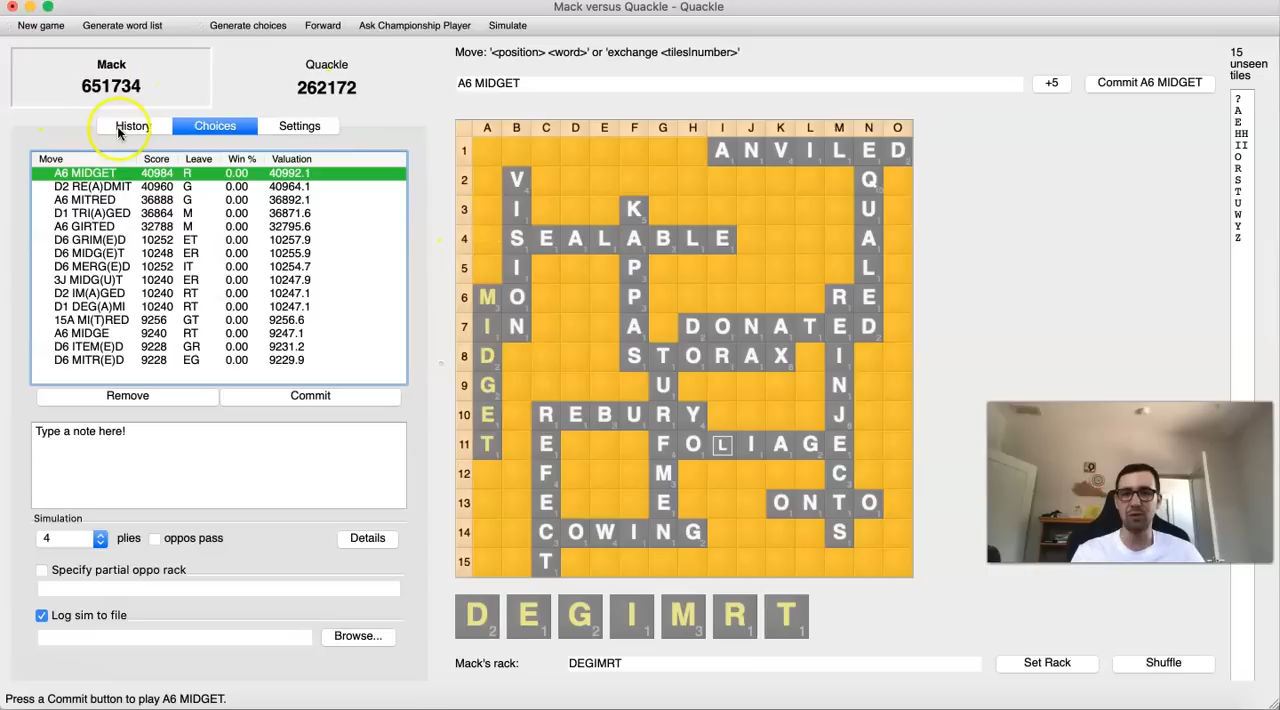 Mack versus Quackle - Quackle
New game Generate word list Generate choices Forward Ask Championship Player Simulate
Mack
651734
Quackle
262172
History Choices Settings
Move Score Leave Win % Valuation
A6 MIDGET 40984 R 0.00 40992.1
D2 RE(A)DMIT 40960 G 0.00 40964.1
A6 MITRED 36888 G 0.00 36892.1
D1 TRI(A)GED 36864 M 0.00 36871.6
A6 GIRTED 32788 M 0.00 32795.6
D6 GRIM(E)D 10252 ET 0.00 10257.9
D6 MIDG(E)T 10248 ER 0.00 10255.9
D6 MERG(E)D 10252 IT 0.00 10254.7
3J MIDG(U)T 10240 ER 0.00 10247.9
D2 IM(A)GED 10240 RT 0.00 10247.1
D1 DEG(A)MI 10240 RT 0.00 10247.1
15A MI(T)RED 9256 GT 0.00 9256.6
A6 MIDGE 9240 RT 0.00 9247.1
D6 ITEM(E)D 9228 GR 0.00 9231.2
D6 MITR(E)D 9228 EG 0.00 9229.9
Remove Commit
Type a note here!
Simulation
4 plies oppos pass Details
Specify partial oppo rack
Log sim to file
Browse...
Move: '<position> <word>' or 'exchange <tiles|number>'
A6 MIDGET +5 Commit A6 MIDGET
A B C D E F G H I J K L M N O
1 A N V I L E D
2 V Q
3 I K U
4 S E A L A B L E A
5 I P L
6 M O P R E
7 I N A D O N A T E D
8 D S T O R A X I
9 G U N
10 E R E B U R Y J
11 T E F O L I A G E
12 F M C
13 E E O N T O
14 C O W I N G S
15 T
D E G I M R T
Mack's rack: DEGIMRT Set Rack Shuffle
15
unseen
tiles
?
A
E
HH
II
O
R
S
T
U
W
Y
Z
Press a Commit button to play A6 MIDGET.